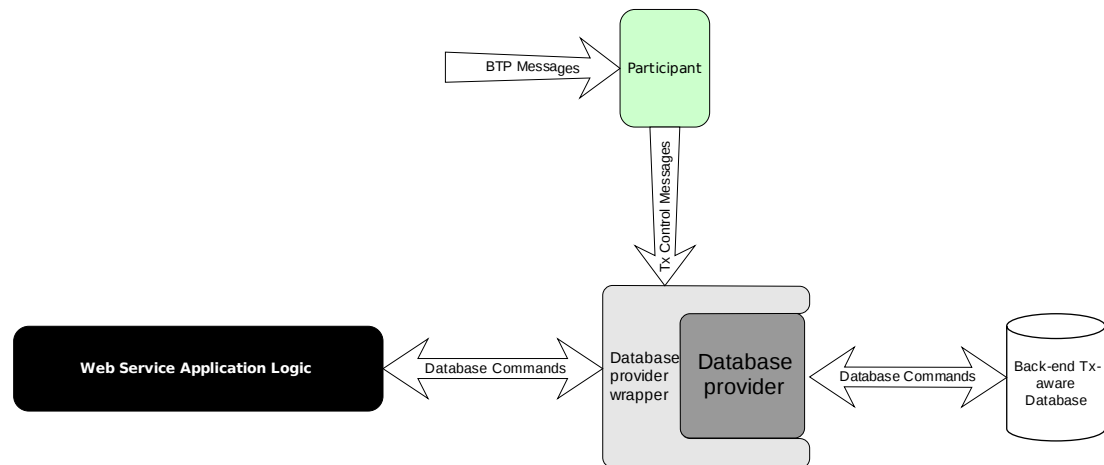 BTP Messages
Participant
Tx Control Messages
Web Service Application Logic
Database Commands
Database
provider
wrapper
Database
provider
Database Commands
Back-end Tx-
aware
Database